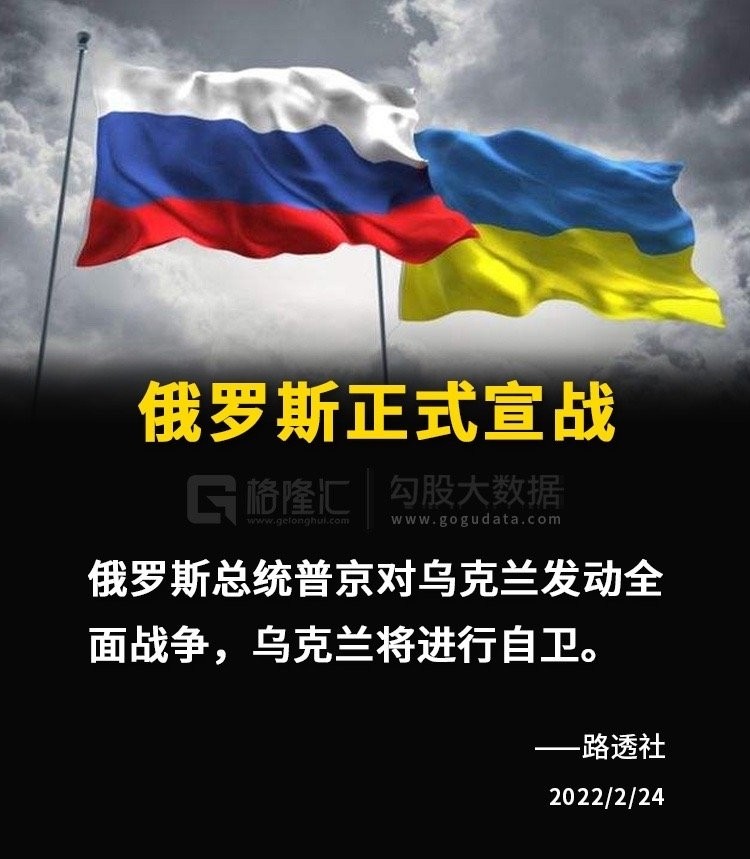 俄罗斯正式宣战
格隆汇 勾股大数据
www.gelonghui.com www.gogudata.com
俄罗斯总统普京对乌克兰发动全
面战争，乌克兰将进行自卫。
——路透社
2022/2/24